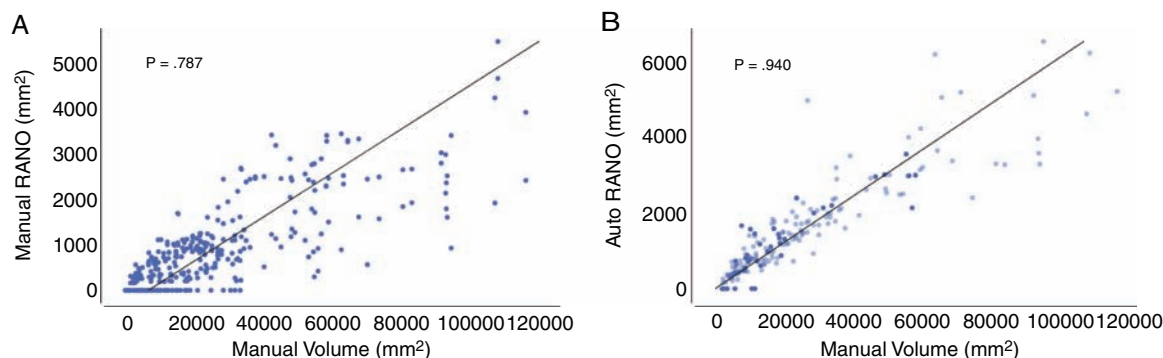 A
P = .787
Manual RANO (mm²)
5000
4000
3000
2000
1000
0
0 20000 40000 60000 80000 100000 120000
Manual Volume (mm²)
B
P = .940
Auto RANO (mm²)
6000
4000
2000
0
0 20000 40000 60000 80000 100000 120000
Manual Volume (mm²)